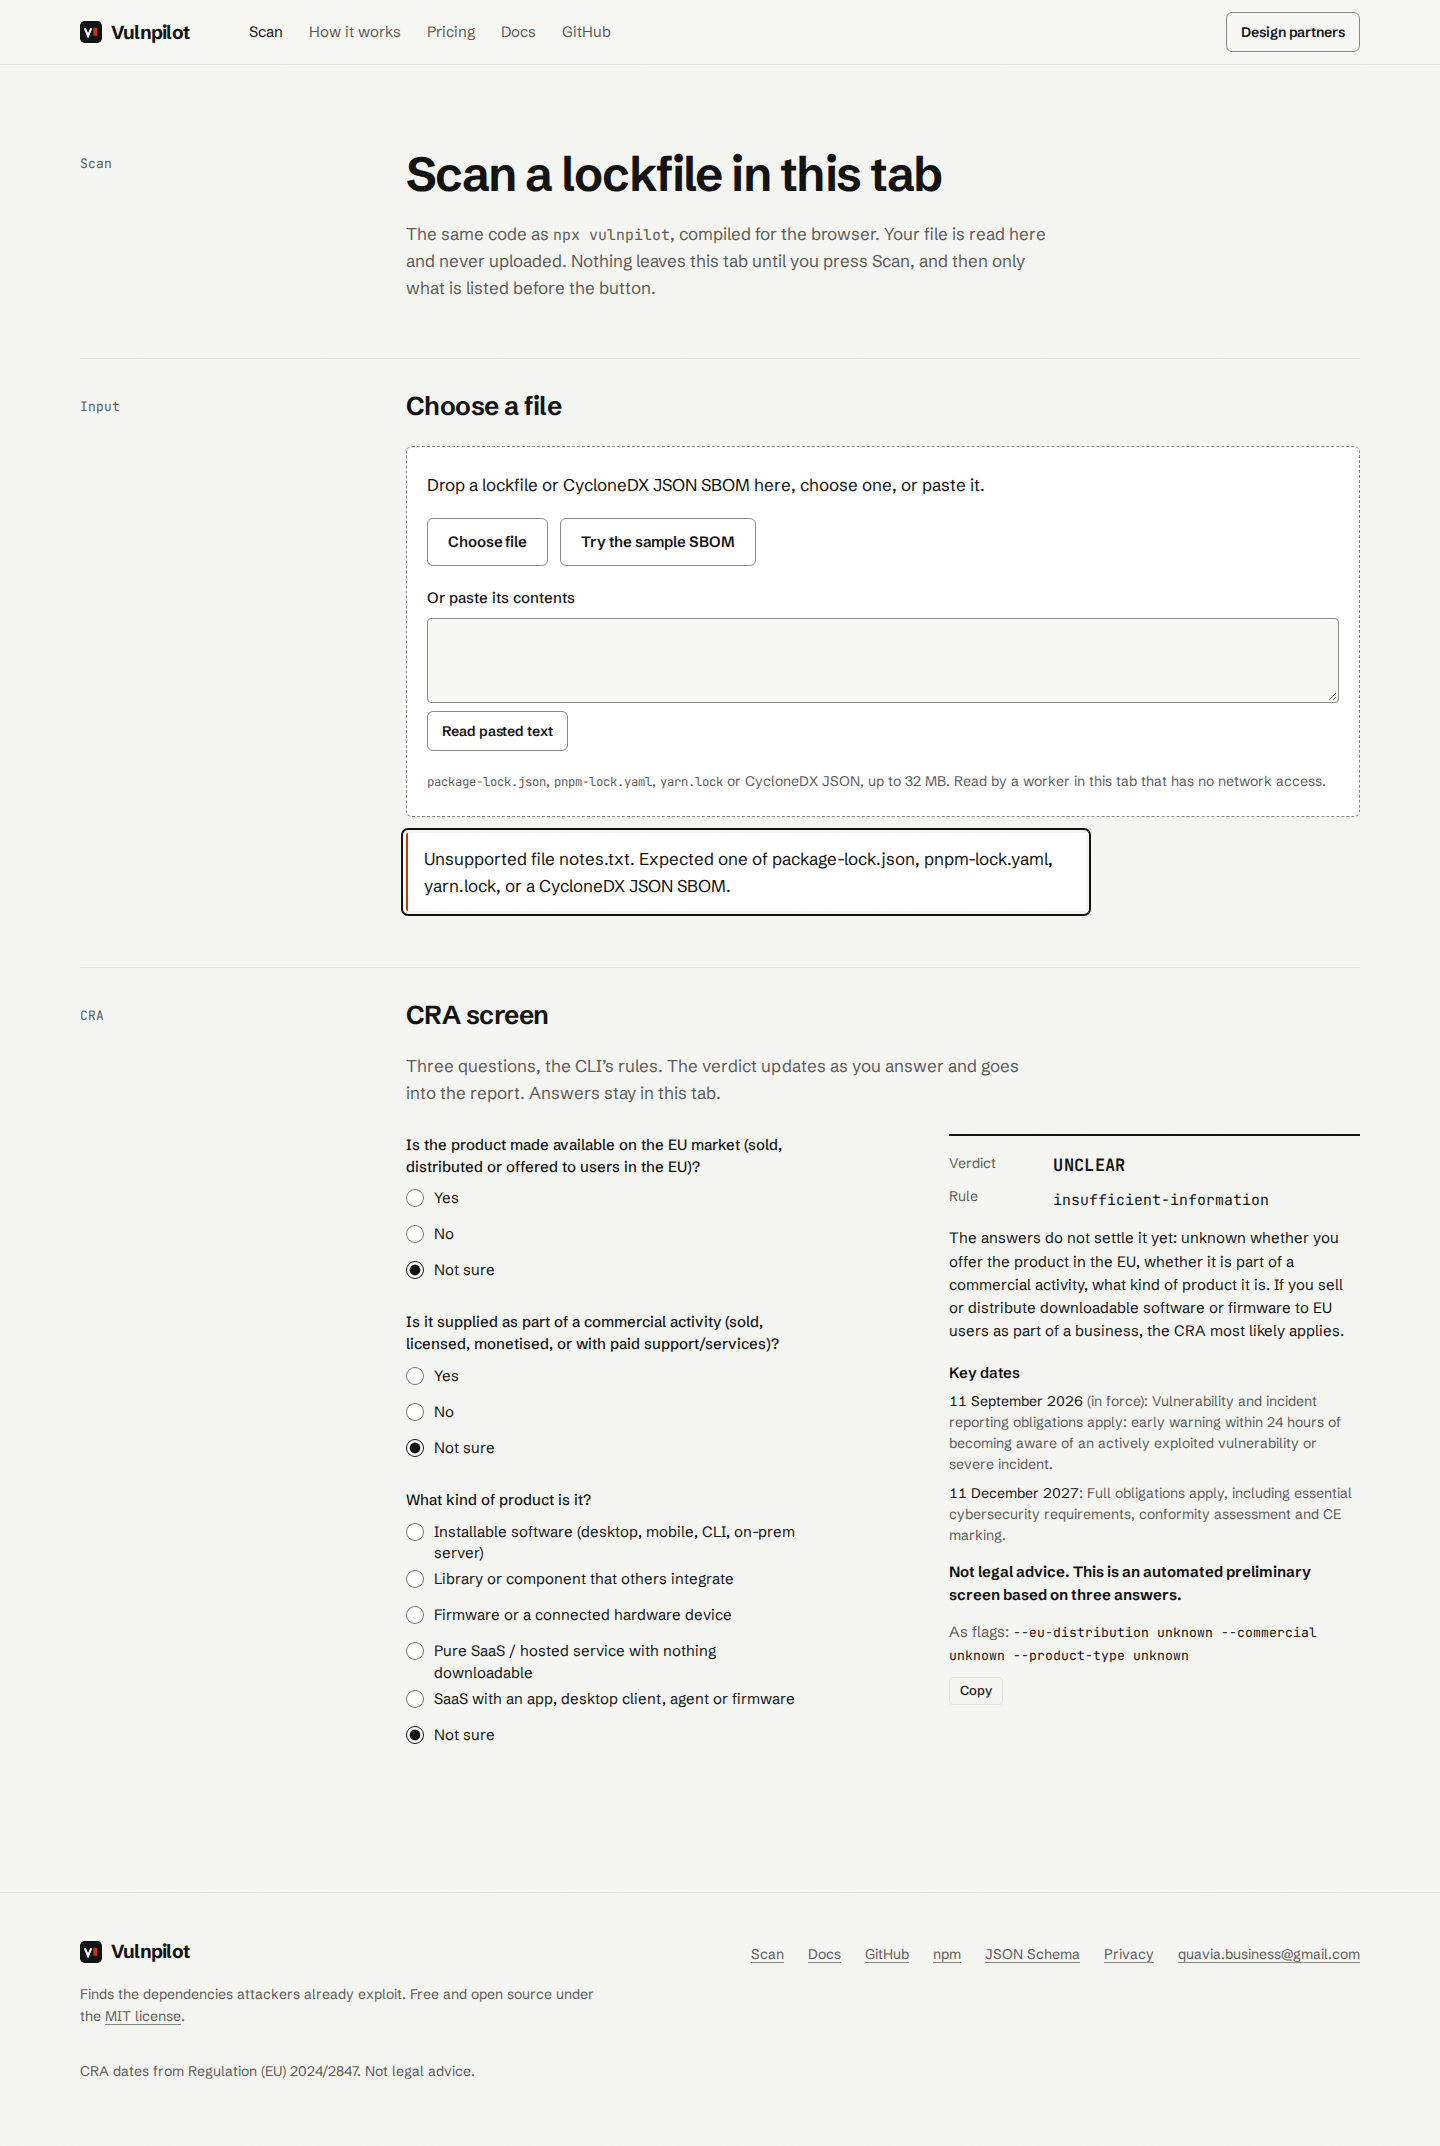 Vulnpilot
Scan
How it works
Pricing
Docs
GitHub
Design partners
Scan
Scan a lockfile in this tab
The same code as npx vulnpilot, compiled for the browser. Your file is read here
and never uploaded. Nothing leaves this tab until you press Scan, and then only
what is listed before the button.
Input
Choose a file
Drop a lockfile or CycloneDX JSON SBOM here, choose one, or paste it.
Choose file
Try the sample SBOM
Or paste its contents
Read pasted text
package-lock.json, pnpm-lock.yaml, yarn.lock or CycloneDX JSON, up to 32 MB. Read by a worker in this tab that has no network access.
Unsupported file notes.txt. Expected one of package-lock.json, pnpm-lock.yaml,
yarn.lock, or a CycloneDX JSON SBOM.
CRA
CRA screen
Three questions, the CLI’s rules. The verdict updates as you answer and goes
into the report. Answers stay in this tab.
Is the product made available on the EU market (sold,
distributed or offered to users in the EU)?
Yes
No
Not sure
Is it supplied as part of a commercial activity (sold,
licensed, monetised, or with paid support/services)?
Yes
No
Not sure
What kind of product is it?
Installable software (desktop, mobile, CLI, on-prem
server)
Library or component that others integrate
Firmware or a connected hardware device
Pure SaaS / hosted service with nothing
downloadable
SaaS with an app, desktop client, agent or firmware
Not sure
Verdict UNCLEAR
Rule insufficient-information
The answers do not settle it yet: unknown whether you
offer the product in the EU, whether it is part of a
commercial activity, what kind of product it is. If you sell
or distribute downloadable software or firmware to EU
users as part of a business, the CRA most likely applies.
Key dates
11 September 2026 (in force): Vulnerability and incident
reporting obligations apply: early warning within 24 hours of
becoming aware of an actively exploited vulnerability or
severe incident.
11 December 2027: Full obligations apply, including essential
cybersecurity requirements, conformity assessment and CE
marking.
Not legal advice. This is an automated preliminary
screen based on three answers.
As flags: --eu-distribution unknown --commercial
unknown --product-type unknown
Copy
Vulnpilot
Scan
Docs
GitHub
npm
JSON Schema
Privacy
quavia.business@gmail.com
Finds the dependencies attackers already exploit. Free and open source under
the MIT license.
CRA dates from Regulation (EU) 2024/2847. Not legal advice.